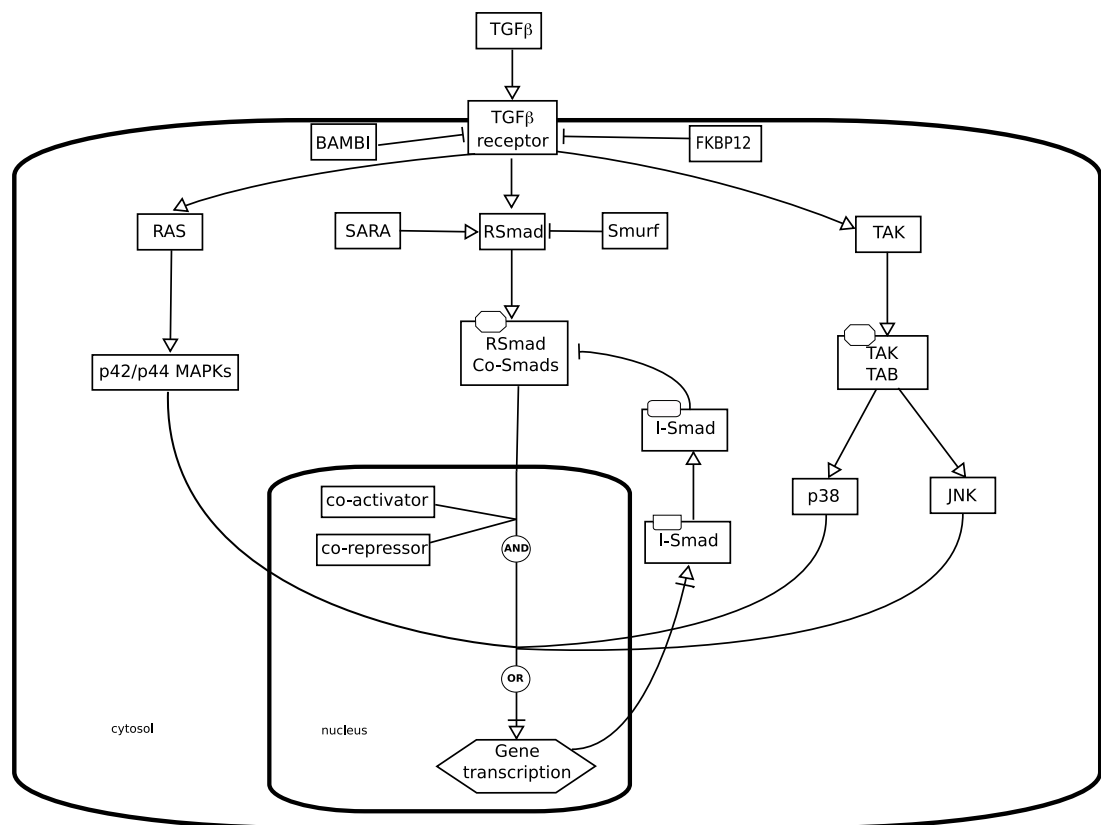 TGFβ
TGFβ
receptor
BAMBI
FKBP12
RAS
SARA
RSmad
Smurf
TAK
RSmad
Co-Smads
TAK
TAB
p42/p44 MAPKs
I-Smad
co-activator
p38
JNK
co-repressor
AND
I-Smad
OR
cytosol
nucleus
Gene
transcription